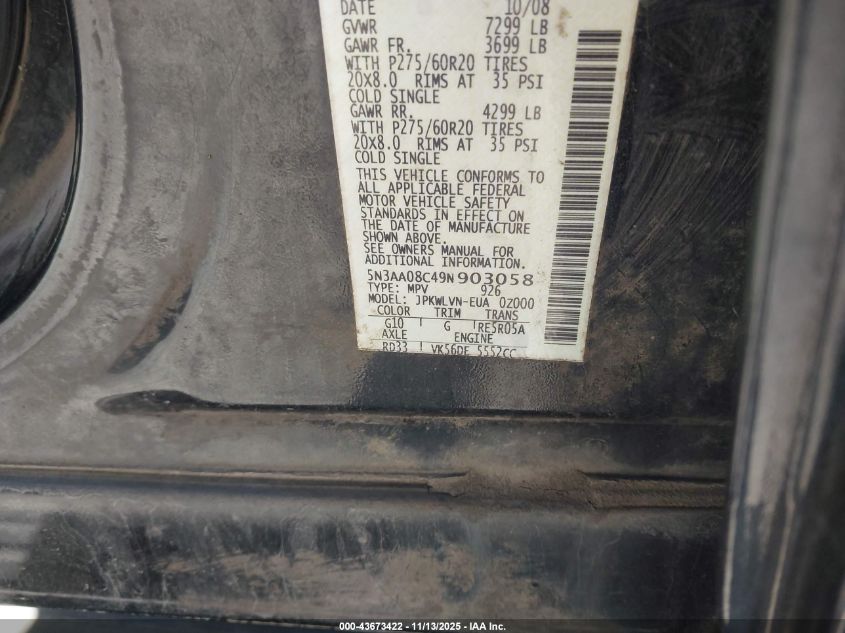 DATE 10/08
GVWR 7299 LB
GAWR FR. 3699 LB
WITH P275/60R20 TIRES
20X8.0 RIMS AT 35 PSI
COLD SINGLE
GAWR RR. 4299 LB
WITH P275/60R20 TIRES
20X8.0 RIMS AT 35 PSI
COLD SINGLE
THIS VEHICLE CONFORMS TO
ALL APPLICABLE FEDERAL
MOTOR VEHICLE SAFETY
STANDARDS IN EFFECT ON
THE DATE OF MANUFACTURE
SHOWN ABOVE.
SEE OWNERS MANUAL FOR
ADDITIONAL INFORMATION.
5N3AA08C49N903058
TYPE: MPV 926
MODEL: JPKWLVN-EUA 0Z000
COLOR TRIM TRANS
G10 G RE5R05A
AXLE ENGINE
RD33 VK56DE 5552CC
000-43673422 - 11/13/2025 - IAA Inc.